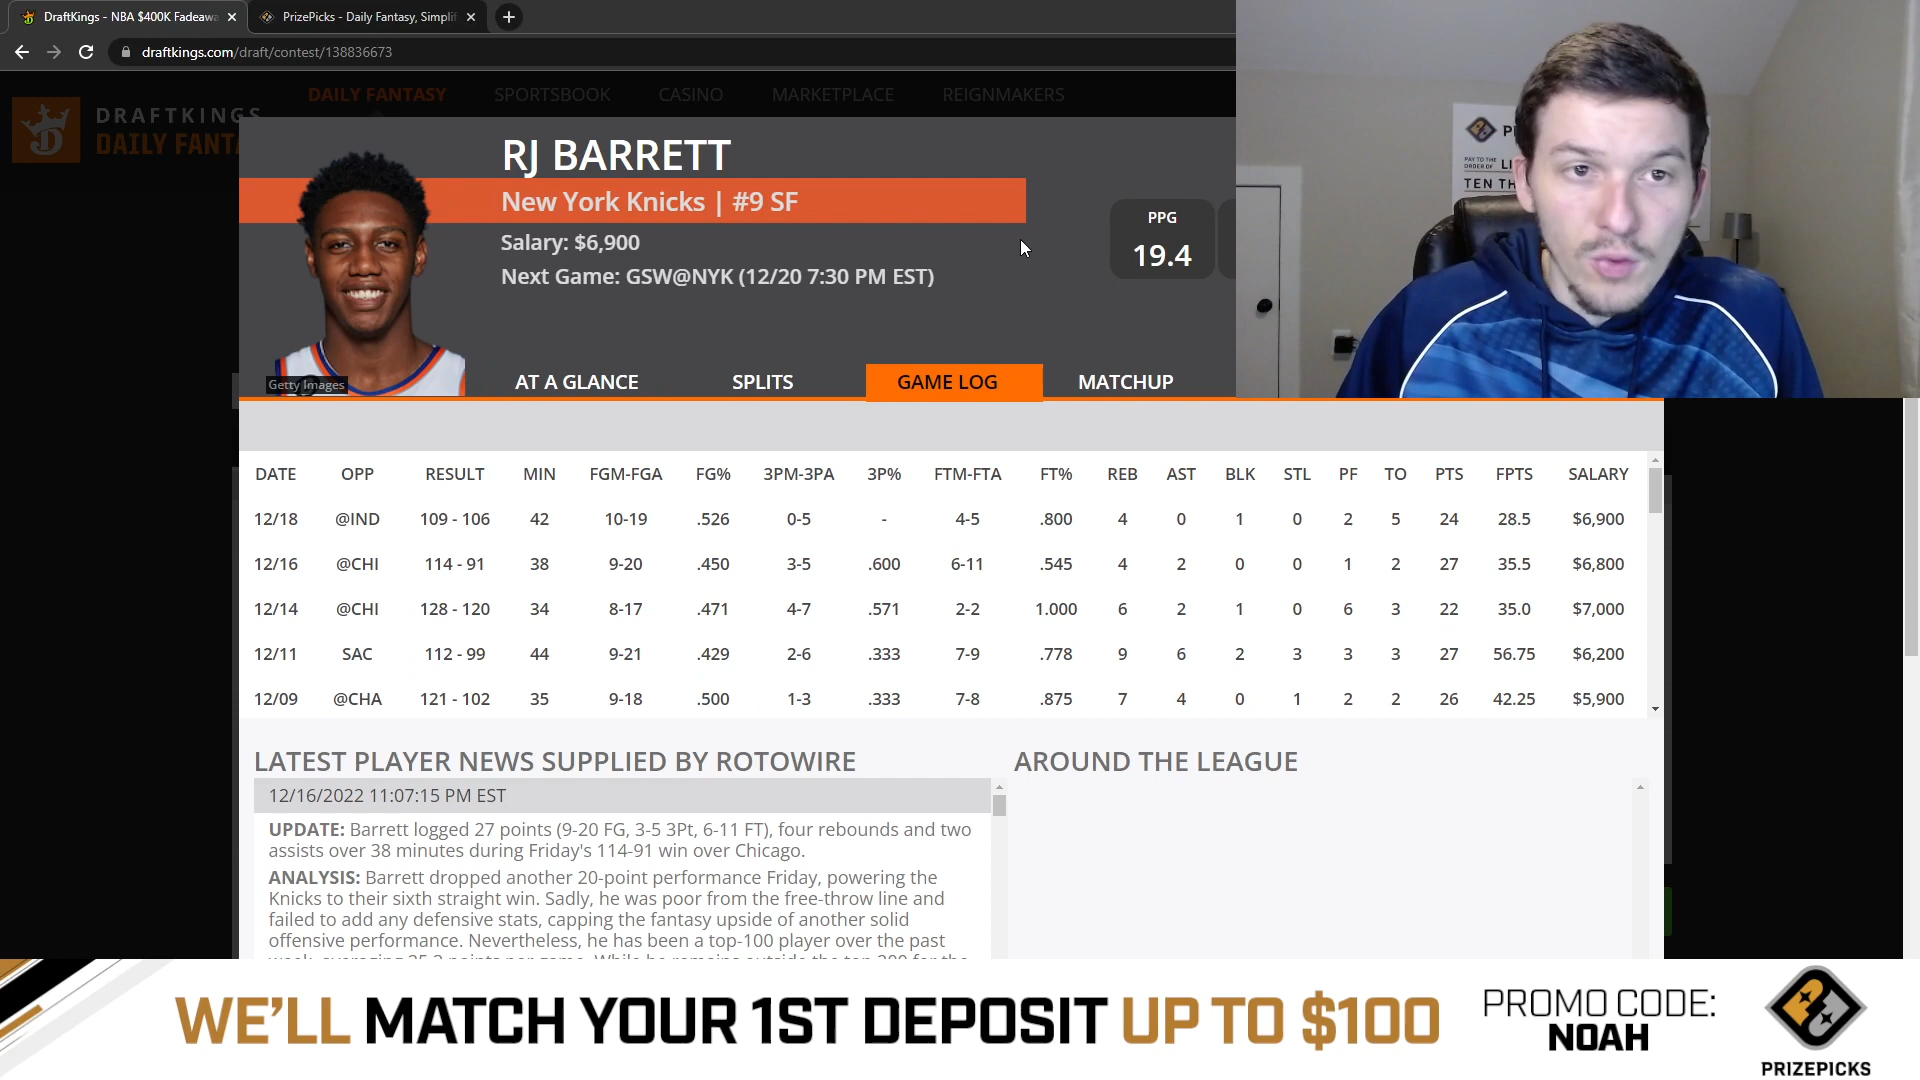 DraftKings - NBA $400K Fadeawa
PrizePicks - Daily Fantasy, Simplif
draftkings.com/draft/contest/138836673
DRAFTKINGS
DAILY FANTA
DAILY FANTASY SPORTSBOOK CASINO MARKETPLACE REIGNMAKERS
RJ BARRETT
New York Knicks | #9 SF
Salary: $6,900
Next Game: GSW@NYK (12/20 7:30 PM EST)
PPG
19.4
Getty Images
AT A GLANCE SPLITS GAME LOG MATCHUP
PAY TO THE
ORDER OF
TEN TH
DATE OPP RESULT MIN FGM-FGA FG% 3PM-3PA 3P% FTM-FTA FT% REB AST BLK STL PF TO PTS FPTS SALARY
12/18 @IND 109 - 106 42 10-19 .526 0-5 - 4-5 .800 4 0 1 0 2 5 24 28.5 $6,900
12/16 @CHI 114 - 91 38 9-20 .450 3-5 .600 6-11 .545 4 2 0 0 1 2 27 35.5 $6,800
12/14 @CHI 128 - 120 34 8-17 .471 4-7 .571 2-2 1.000 6 2 1 0 6 3 22 35.0 $7,000
12/11 SAC 112 - 99 44 9-21 .429 2-6 .333 7-9 .778 9 6 2 3 3 3 27 56.75 $6,200
12/09 @CHA 121 - 102 35 9-18 .500 1-3 .333 7-8 .875 7 4 0 1 2 2 26 42.25 $5,900
LATEST PLAYER NEWS SUPPLIED BY ROTOWIRE
AROUND THE LEAGUE
12/16/2022 11:07:15 PM EST
UPDATE: Barrett logged 27 points (9-20 FG, 3-5 3Pt, 6-11 FT), four rebounds and two
assists over 38 minutes during Friday's 114-91 win over Chicago.
ANALYSIS: Barrett dropped another 20-point performance Friday, powering the
Knicks to their sixth straight win. Sadly, he was poor from the free-throw line and
failed to add any defensive stats, capping the fantasy upside of another solid
offensive performance. Nevertheless, he has been a top-100 player over the past
WE'LL MATCH YOUR 1ST DEPOSIT UP TO $100
PROMO CODE:
NOAH
PRIZEPICKS